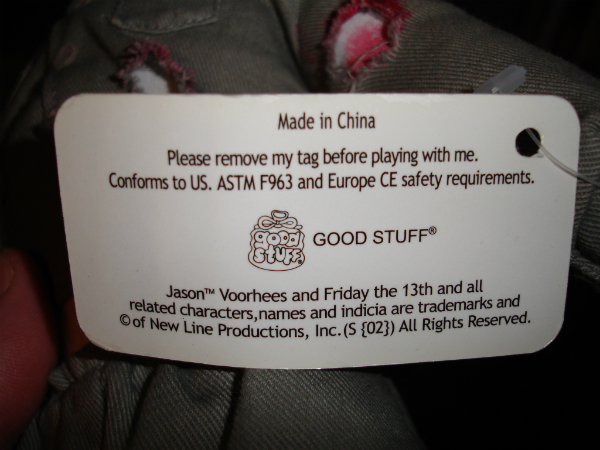 Made in China
Please remove my tag before playing with me.
Conforms to US. ASTM F963 and Europe CE safety requirements.
good
stuff
GOOD STUFF®
Jason™ Voorhees and Friday the 13th and all
related characters,names and indicia are trademarks and
© of New Line Productions, Inc.(S {02}) All Rights Reserved.